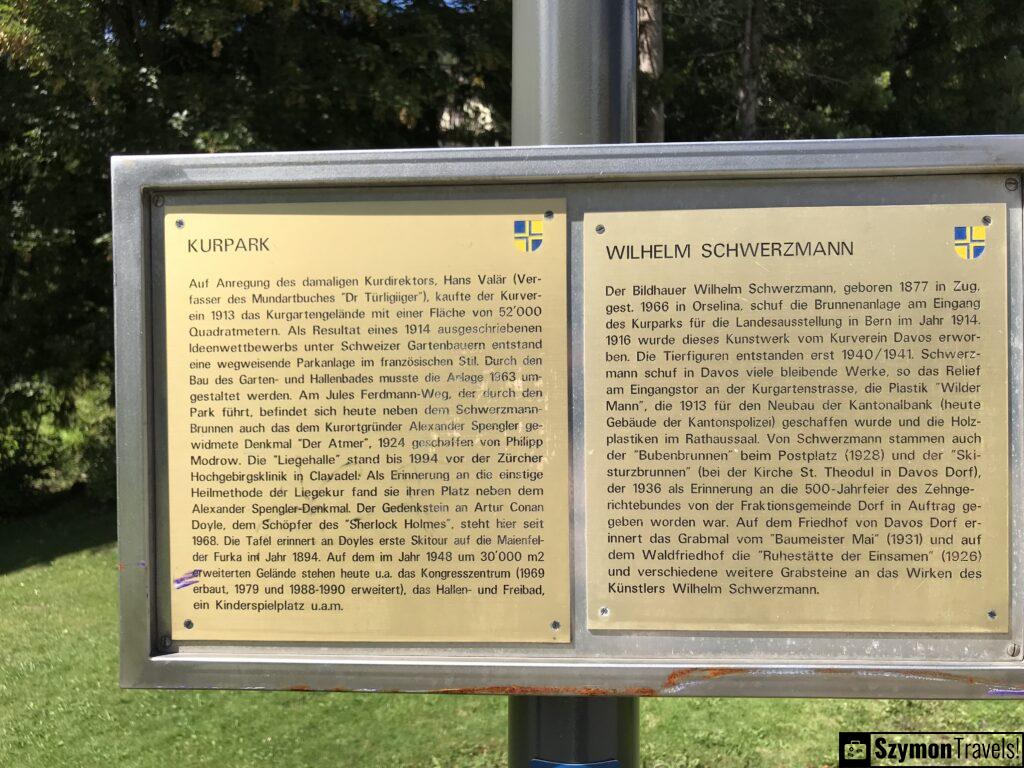 KURPARK
Auf Anregung des damaligen Kurdirektors, Hans Valär (Ver-
fasser des Mundartbuches "Dr Türligiiger"), kaufte der Kurver-
ein 1913 das Kurgartengelände mit einer Fläche von 52'000
Quadratmetern. Als Resultat eines 1914 ausgeschriebenen
Ideenwettbewerbs unter Schweizer Gartenbauern entstand
eine wegweisende Parkanlage im französischen Stil. Durch den
Bau des Garten- und Hallenbades musste die Anlage 1963 um-
gestaltet werden. Am Jules Ferdmann-Weg, der durch den
Park führt, befindet sich heute neben dem Schwerzmann-
Brunnen auch das dem Kurortgründer Alexander Spengler ge-
widmete Denkmal "Der Atmer", 1924 geschaffen von Philipp
Modrow. Die "Liegehalle" stand bis 1994 vor der Zürcher
Hochgebirgsklinik in Clavadel. Als Erinnerung an die einstige
Heilmethode der Liegekur fand sie ihren Platz neben dem
Alexander Spengler-Denkmal. Der Gedenkstein an Artur Conan
Doyle, dem Schöpfer des "Sherlock Holmes", steht hier seit
1968. Die Tafel erinnert an Doyles erste Skitour auf die Maienfel-
der Furka im Jahr 1894. Auf dem im Jahr 1948 um 30'000 m2
erweiterten Gelände stehen heute u.a. das Kongresszentrum (1969
erbaut, 1979 und 1988-1990 erweitert), das Hallen- und Freibad,
ein Kinderspielplatz u.a.m.
WILHELM SCHWERZMANN
Der Bildhauer Wilhelm Schwerzmann, geboren 1877 in Zug,
gest. 1966 in Orselina, schuf die Brunnenanlage am Eingang
des Kurparks für die Landesausstellung in Bern im Jahr 1914.
1916 wurde dieses Kunstwerk vom Kurverein Davos erwor-
ben. Die Tierfiguren entstanden erst 1940/1941. Schwerz-
mann schuf in Davos viele bleibende Werke, so das Relief
am Eingangstor an der Kurgartenstrasse, die Plastik "Wilder
Mann", die 1913 für den Neubau der Kantonalbank (heute
Gebäude der Kantonspolizei) geschaffen wurde und die Holz-
plastiken im Rathaussaal. Von Schwerzmann stammen auch
der "Bubenbrunnen" beim Postplatz (1928) und der "Ski-
sturzbrunnen" (bei der Kirche St. Theodul in Davos Dorf),
der 1936 als Erinnerung an die 500-Jahrfeier des Zehnge-
richtebundes von der Fraktionsgemeinde Dorf in Auftrag ge-
geben worden war. Auf dem Friedhof von Davos Dorf er-
innert das Grabmal vom "Baumeister Mai" (1931) und auf
dem Waldfriedhof die "Ruhestätte der Einsamen" (1926)
und verschiedene weitere Grabsteine an das Wirken des
Künstlers Wilhelm Schwerzmann.
SzymonTravels!